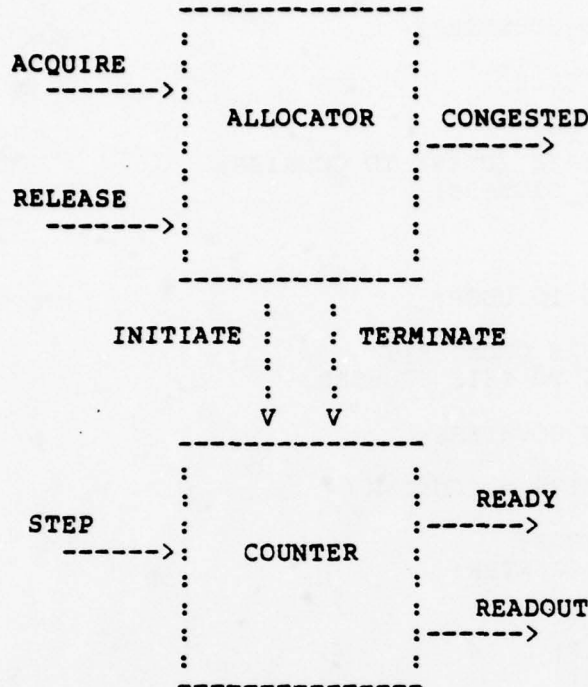 ACQUIRE
ALLOCATOR
CONGESTED
RELEASE
INITIATE
TERMINATE
V V
READY
STEP
COUNTER
READOUT